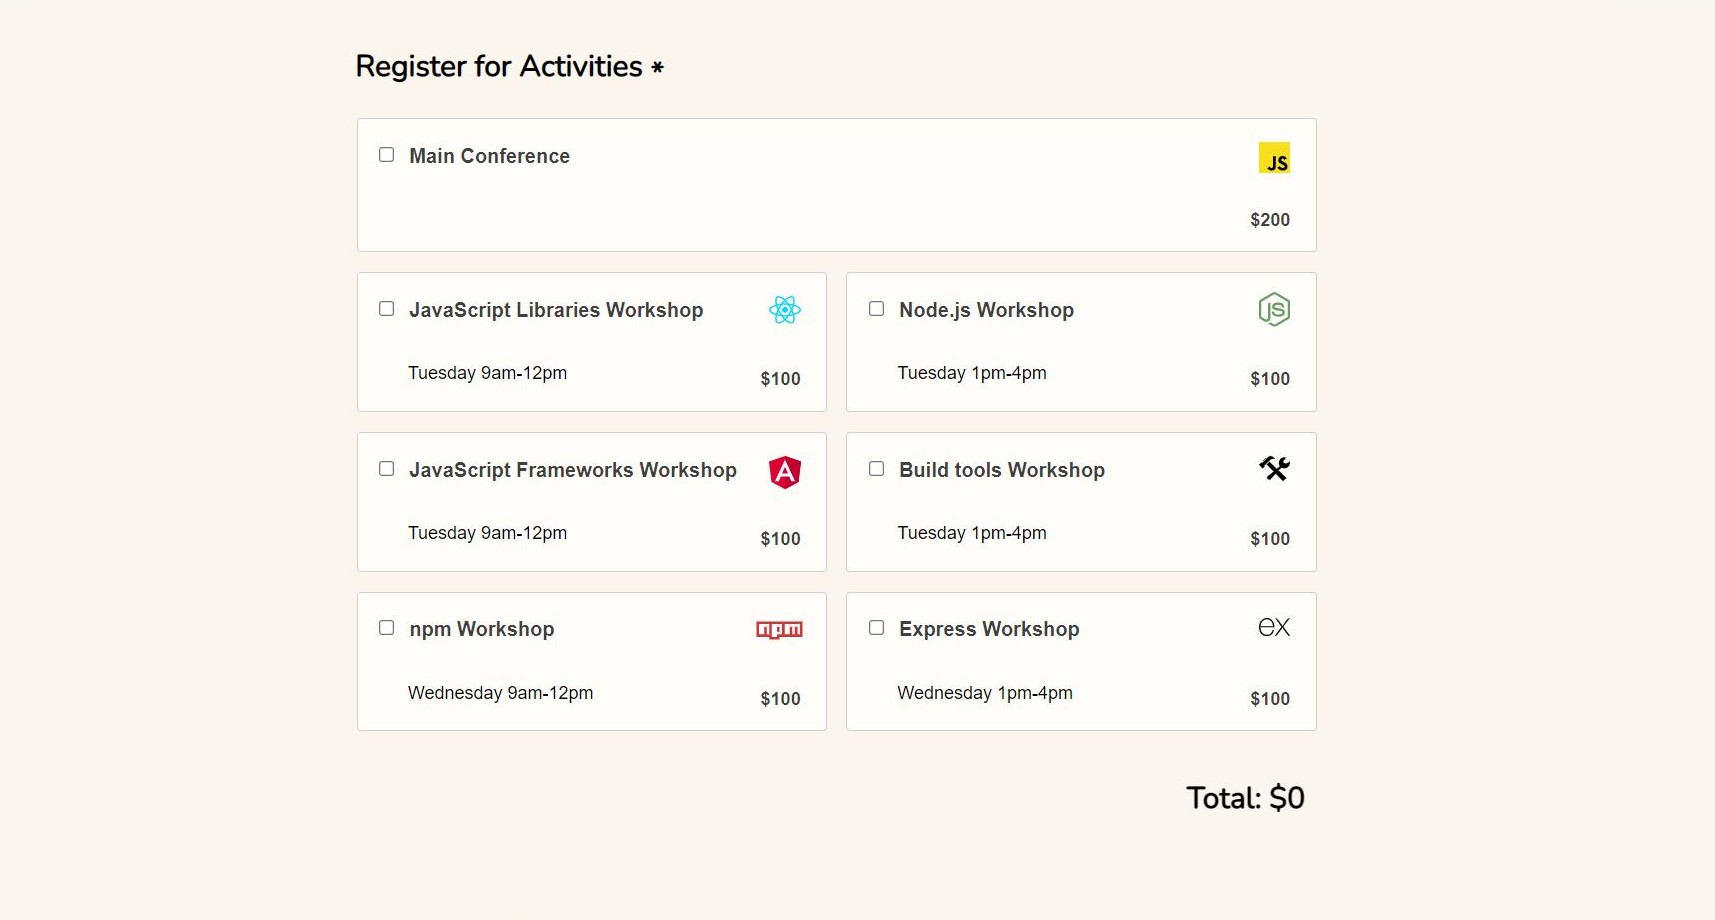 Register for Activities *
Main Conference
JS
$200
JavaScript Libraries Workshop
Tuesday 9am-12pm
$100
Node.js Workshop
JS
Tuesday 1pm-4pm
$100
JavaScript Frameworks Workshop
A
Tuesday 9am-12pm
$100
Build tools Workshop
Tuesday 1pm-4pm
$100
npm Workshop
npm
Wednesday 9am-12pm
$100
Express Workshop
ex
Wednesday 1pm-4pm
$100
Total: $0